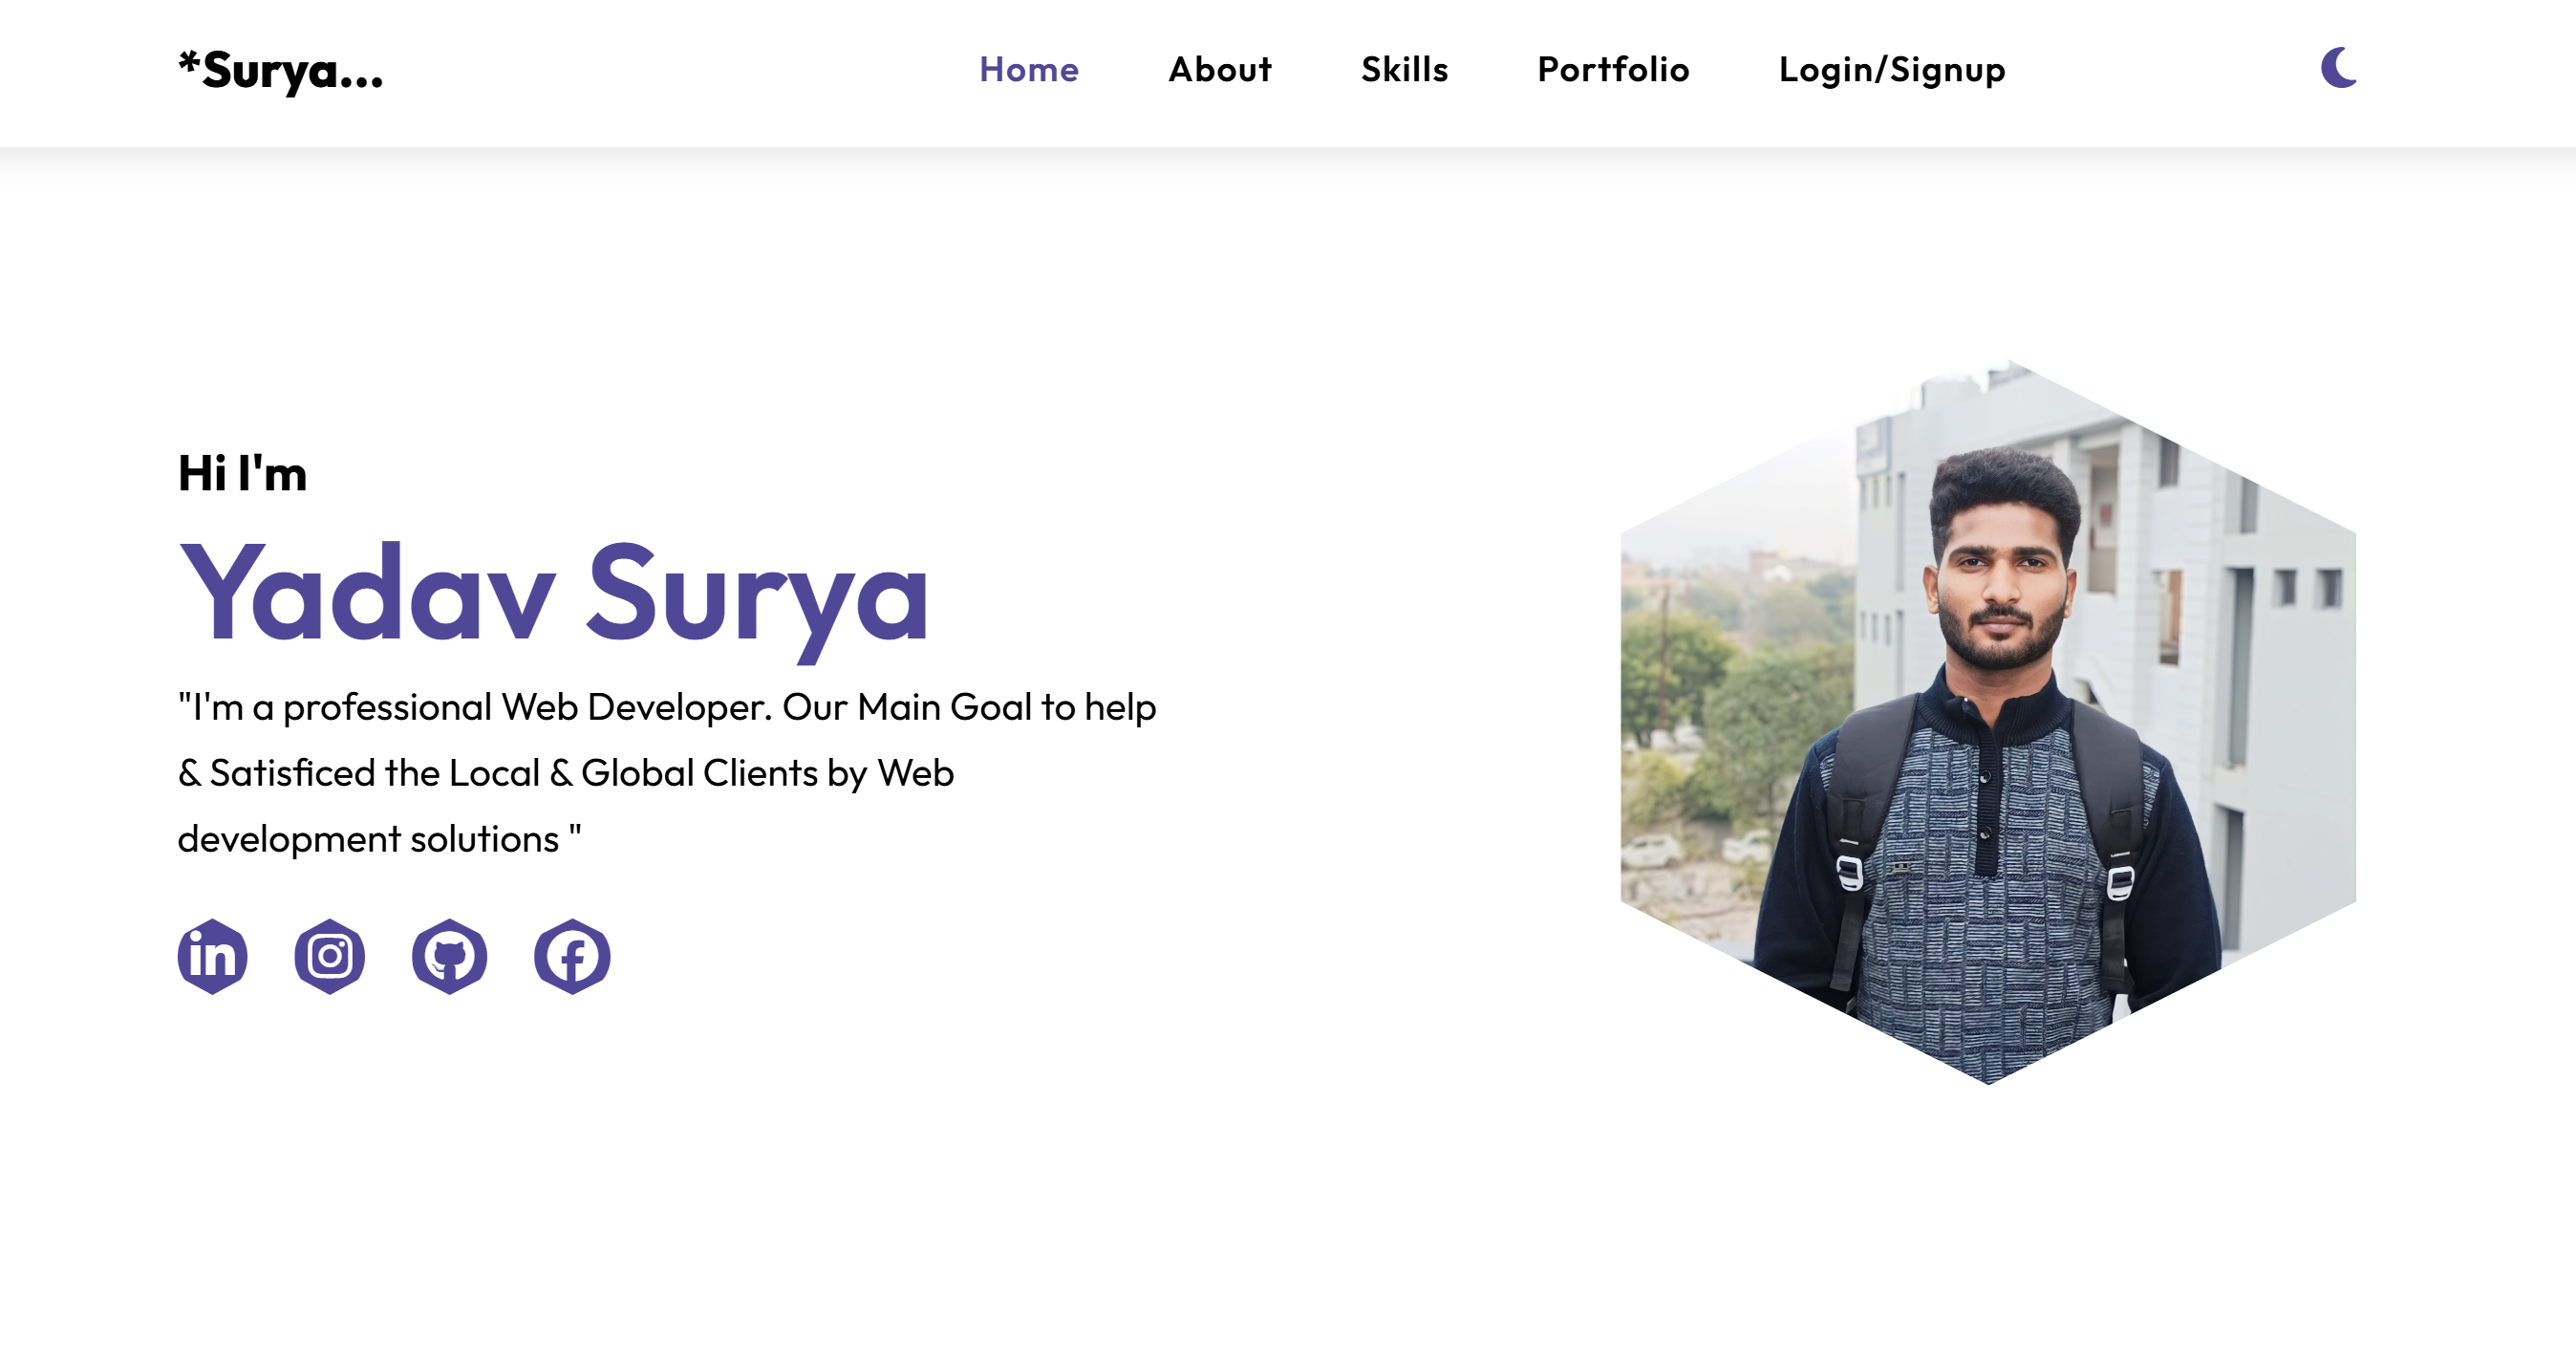 *Surya...
Home About Skills Portfolio Login/Signup
Hi I'm
Yadav Surya
"I'm a professional Web Developer. Our Main Goal to help
& Satisficed the Local & Global Clients by Web
development solutions "